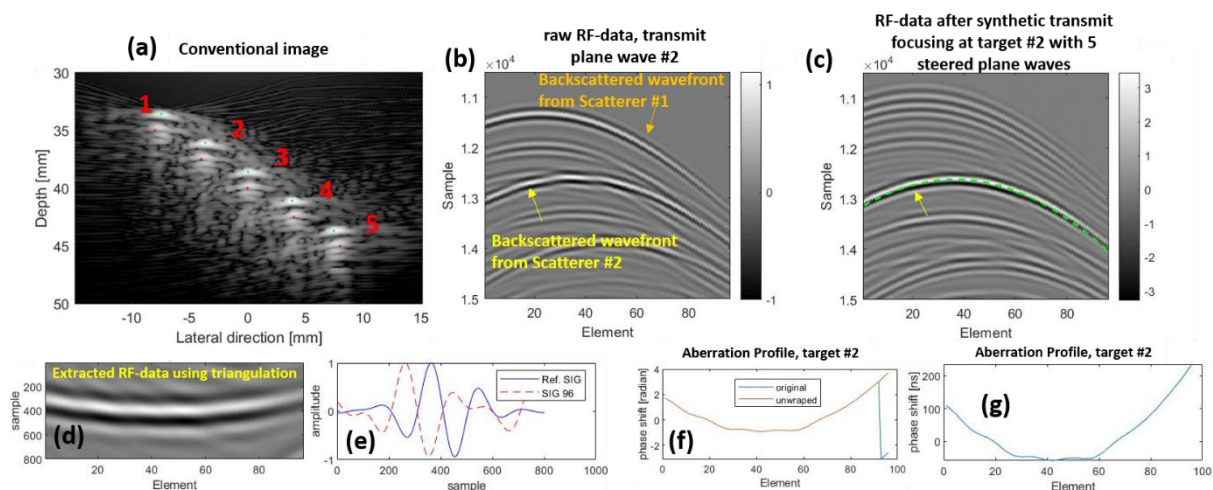 (a)
Conventional image
30
35
40
45
50
Depth [mm]
-10
-5
0
5
10
15
Lateral direction [mm]
1
2
3
4
5
(b)
raw RF-data, transmit
plane wave #2
×10⁴
Backscattered wavefront
from Scatterer #1
1.1
1.2
1.3
1.4
1.5
Sample
Backscattered wavefront
from Scatterer #2
20
40
60
80
Element
1
0
-1
(c)
RF-data after synthetic transmit
focusing at target #2 with 5
steered plane waves
×10⁴
1.1
1.2
1.3
1.4
1.5
Sample
20
40
60
80
Element
3
2
1
0
-1
-2
-3
Extracted RF-data using triangulation
200
400
600
800
sample
(d)
20
40
60
80
Element
1
0
-1
amplitude
Ref. SIG
SIG 96
(e)
0
200
400
600
800
1000
sample
Aberration Profile, target #2
4
2
0
-2
phase shift [radian]
original
unwraped
(f)
0
20
40
60
80
100
Element
Aberration Profile, target #2
200
100
0
phase shift [ns]
(g)
0
20
40
60
80
100
Element